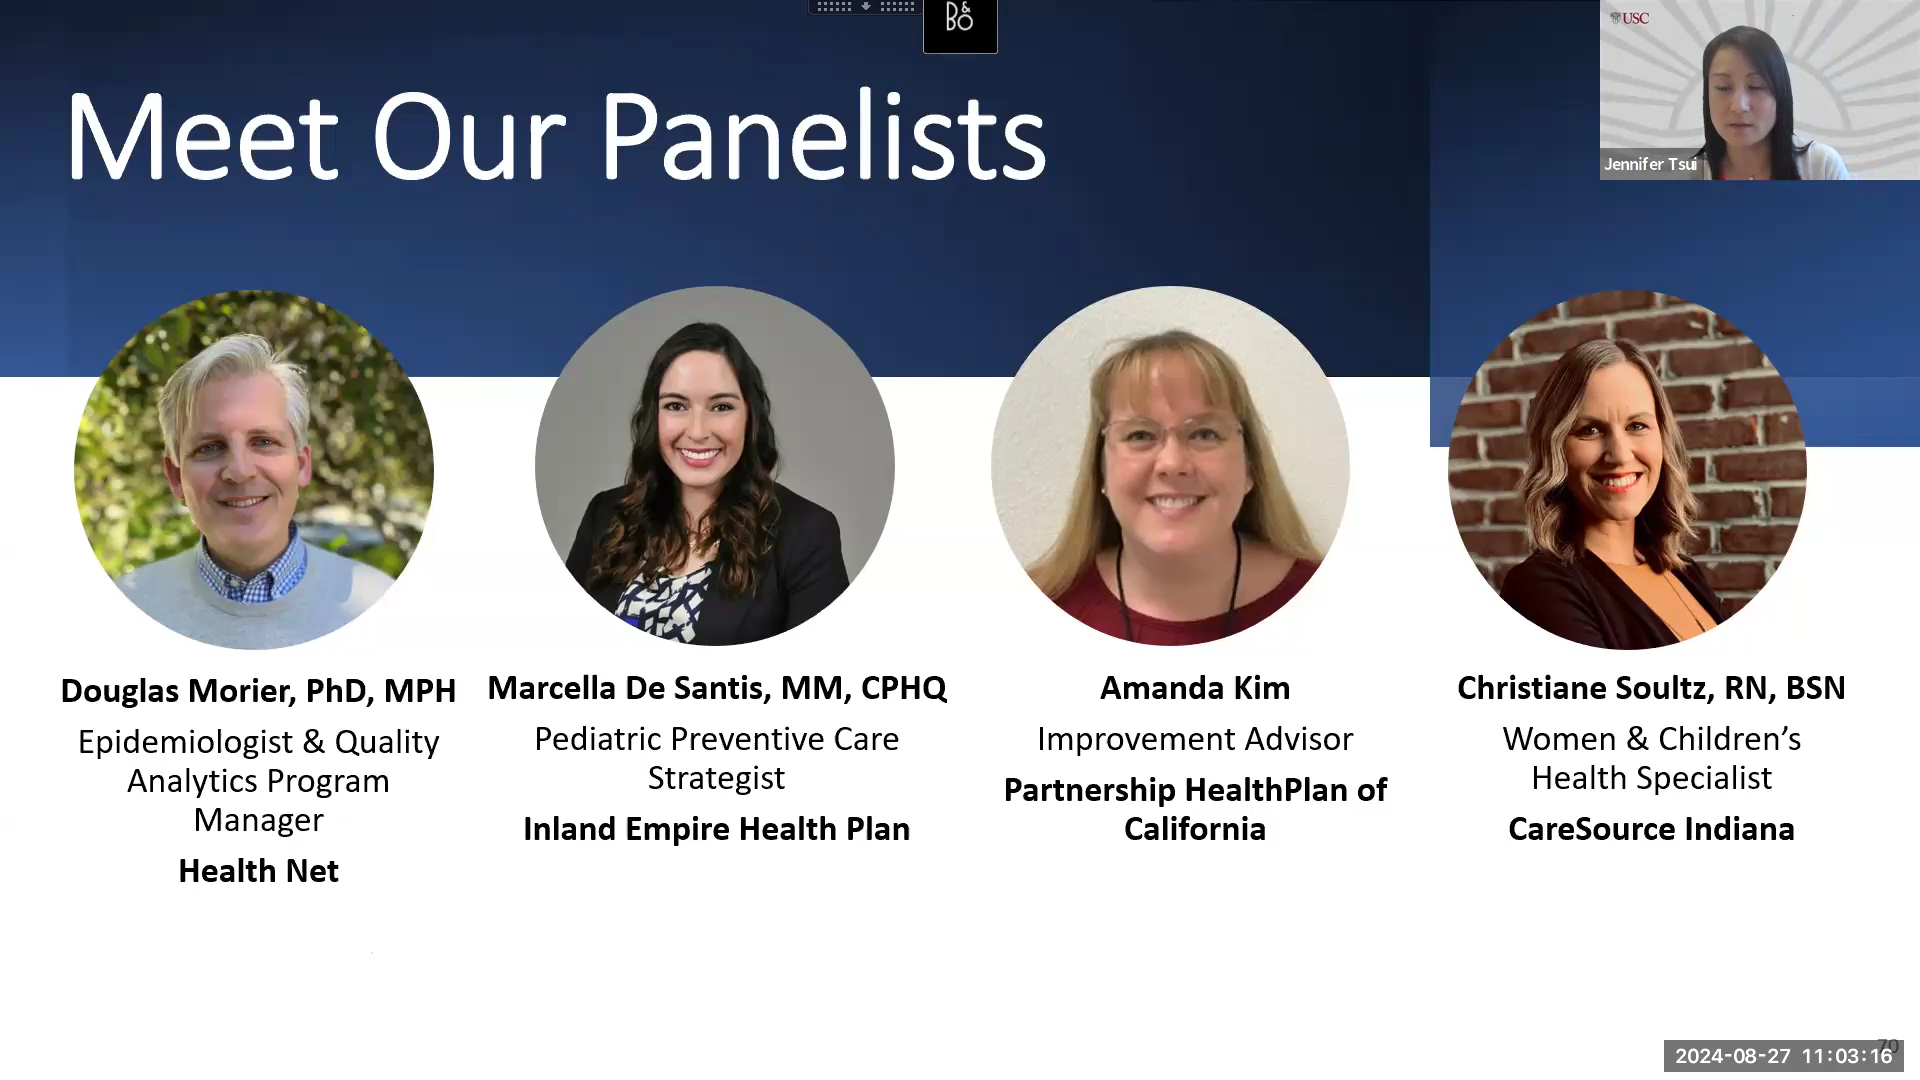 B&O
USC
Meet Our Panelists
Jennifer Tsui
Douglas Morier, PhD, MPH
Epidemiologist & Quality
Analytics Program
Manager
Health Net
Marcella De Santis, MM, CPHQ
Pediatric Preventive Care
Strategist
Inland Empire Health Plan
Amanda Kim
Improvement Advisor
Partnership HealthPlan of
California
Christiane Soultz, RN, BSN
Women & Children’s
Health Specialist
CareSource Indiana
70
2024-08-27 11:03:16